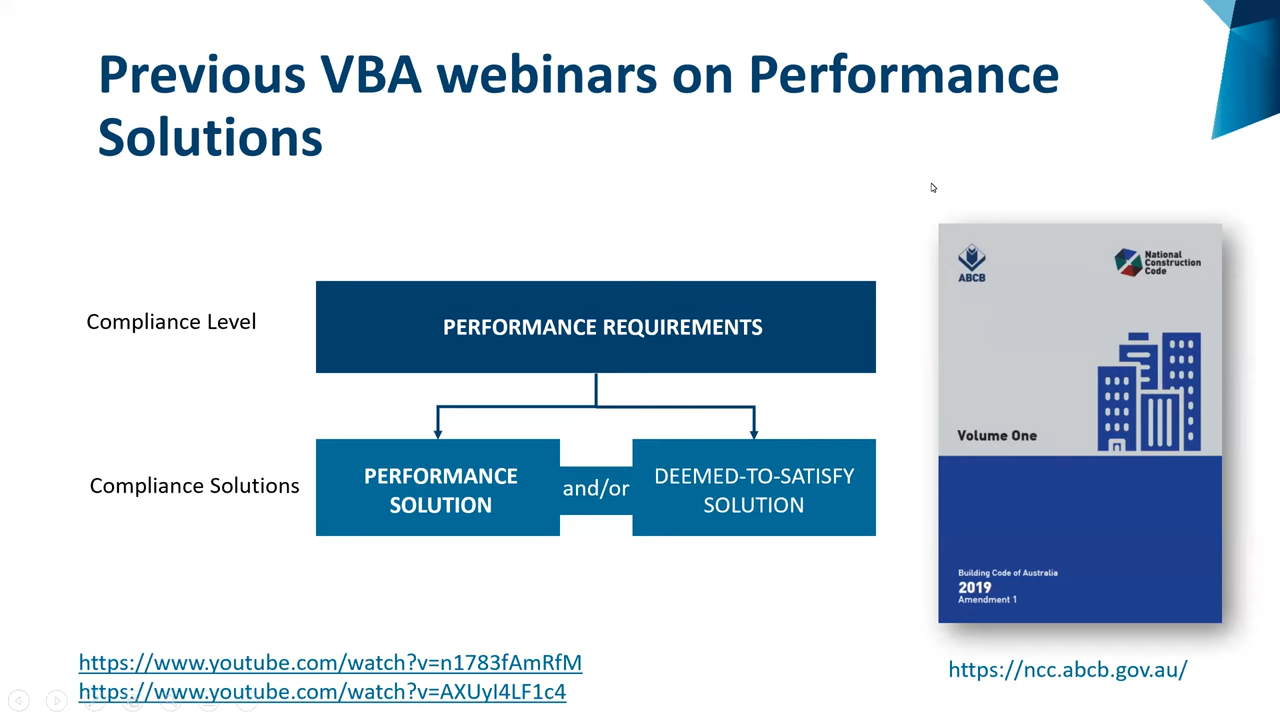 Previous VBA webinars on Performance
Solutions
Compliance Level
PERFORMANCE REQUIREMENTS
Compliance Solutions
PERFORMANCE
SOLUTION
and/or
DEEMED-TO-SATISFY
SOLUTION
ABCB
National
Construction
Code
Volume One
Building Code of Australia
2019
Amendment 1
https://www.youtube.com/watch?v=n1783fAmRfM
https://www.youtube.com/watch?v=AXUyI4LF1c4
https://ncc.abcb.gov.au/